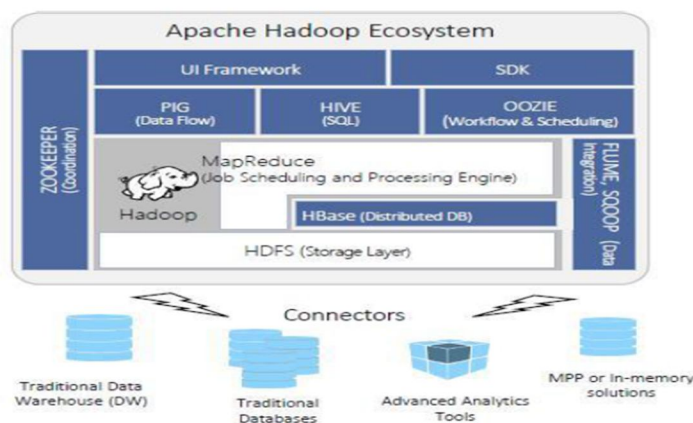 Apache Hadoop Ecosystem
UI Framework
SDK
ZOOKEEPER
(Coordination)
PIG
(Data Flow)
HIVE
(SQL)
OOZIE
(Workflow & Scheduling)
MapReduce
(Job Scheduling and Processing Engine)
Hadoop
HBase (Distributed DB)
HDFS (Storage Layer)
FLUME, SQOOP (Data
Integration)
Connectors
Traditional Data
Warehouse (DW)
Traditional
Databases
Advanced Analytics
Tools
MPP or In-memory
solutions